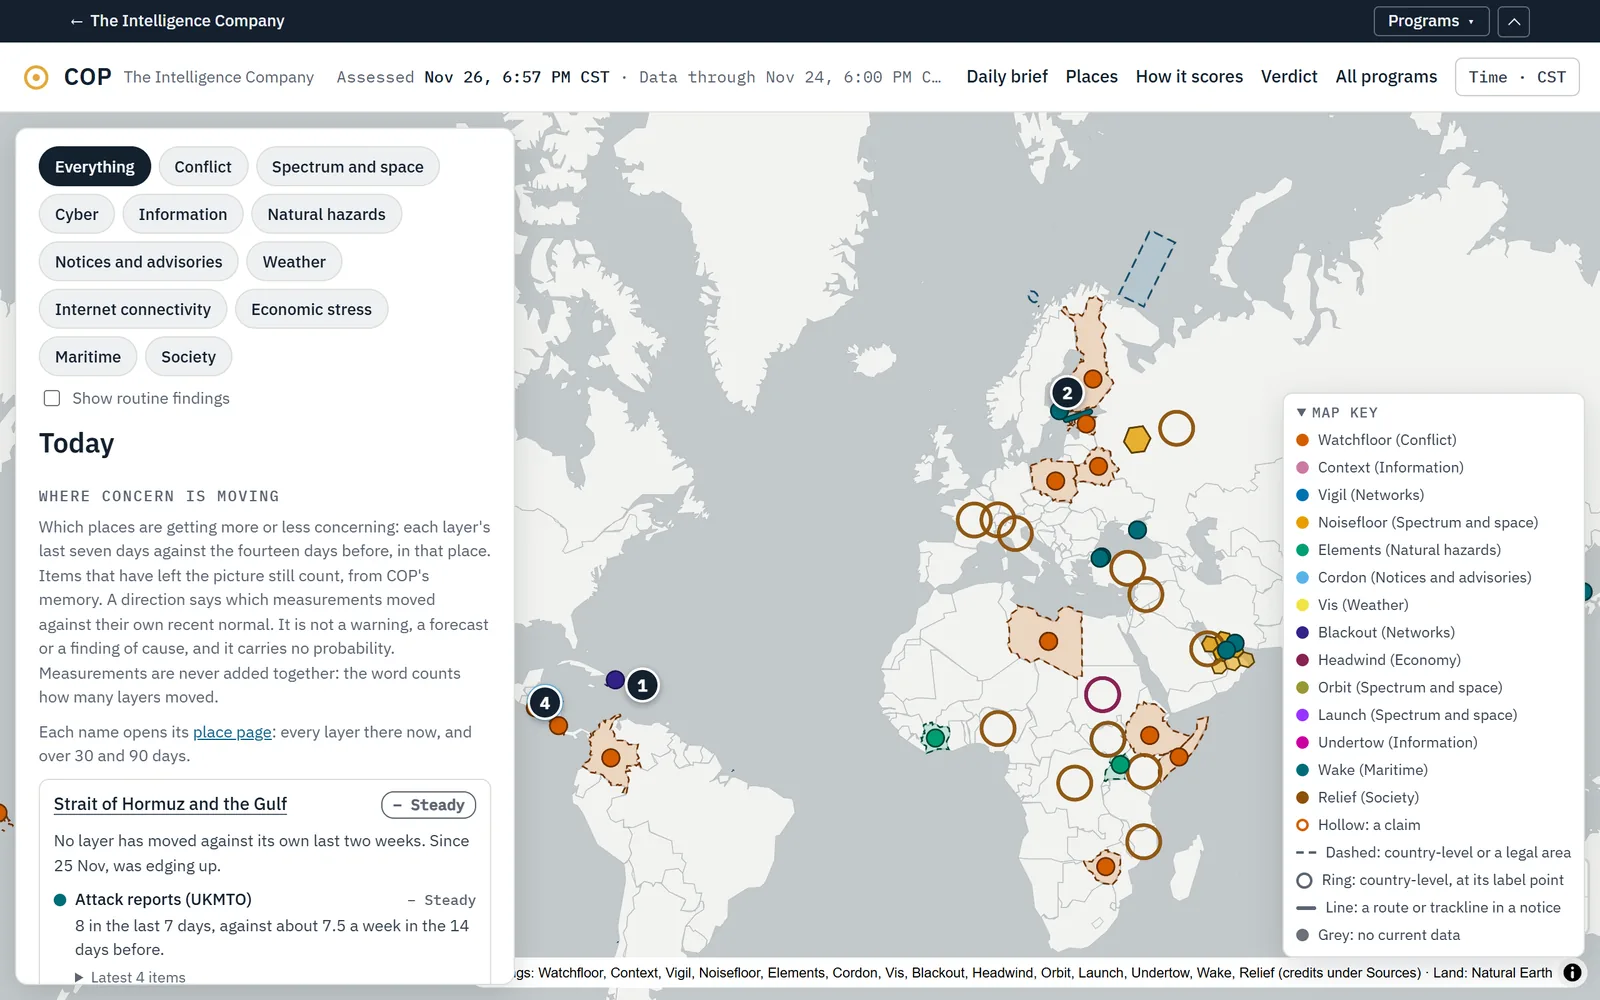 ← The Intelligence Company
Programs ▾
COP The Intelligence Company Assessed Nov 26, 6:57 PM CST · Data through Nov 24, 6:00 PM C… Daily brief Places How it scores Verdict All programs Time · CST
Everything Conflict Spectrum and space
Cyber Information Natural hazards
Notices and advisories Weather
Internet connectivity Economic stress
Maritime Society
Show routine findings
Today
WHERE CONCERN IS MOVING
Which places are getting more or less concerning: each layer's
last seven days against the fourteen days before, in that place.
Items that have left the picture still count, from COP's
memory. A direction says which measurements moved
against their own recent normal. It is not a warning, a forecast
or a finding of cause, and it carries no probability.
Measurements are never added together: the word counts
how many layers moved.
Each name opens its place page: every layer there now, and
over 30 and 90 days.
Strait of Hormuz and the Gulf – Steady
No layer has moved against its own last two weeks. Since
25 Nov, was edging up.
Attack reports (UKMTO) – Steady
8 in the last 7 days, against about 7.5 a week in the 14
days before.
▶ Latest 4 items
2
1
4
▼ MAP KEY
Watchfloor (Conflict)
Context (Information)
Vigil (Networks)
Noisefloor (Spectrum and space)
Elements (Natural hazards)
Cordon (Notices and advisories)
Vis (Weather)
Blackout (Networks)
Headwind (Economy)
Orbit (Spectrum and space)
Launch (Spectrum and space)
Undertow (Information)
Wake (Maritime)
Relief (Society)
Hollow: a claim
Dashed: country-level or a legal area
Ring: country-level, at its label point
Line: a route or trackline in a notice
Grey: no current data
gs: Watchfloor, Context, Vigil, Noisefloor, Elements, Cordon, Vis, Blackout, Headwind, Orbit, Launch, Undertow, Wake, Relief (credits under Sources) · Land: Natural Earth